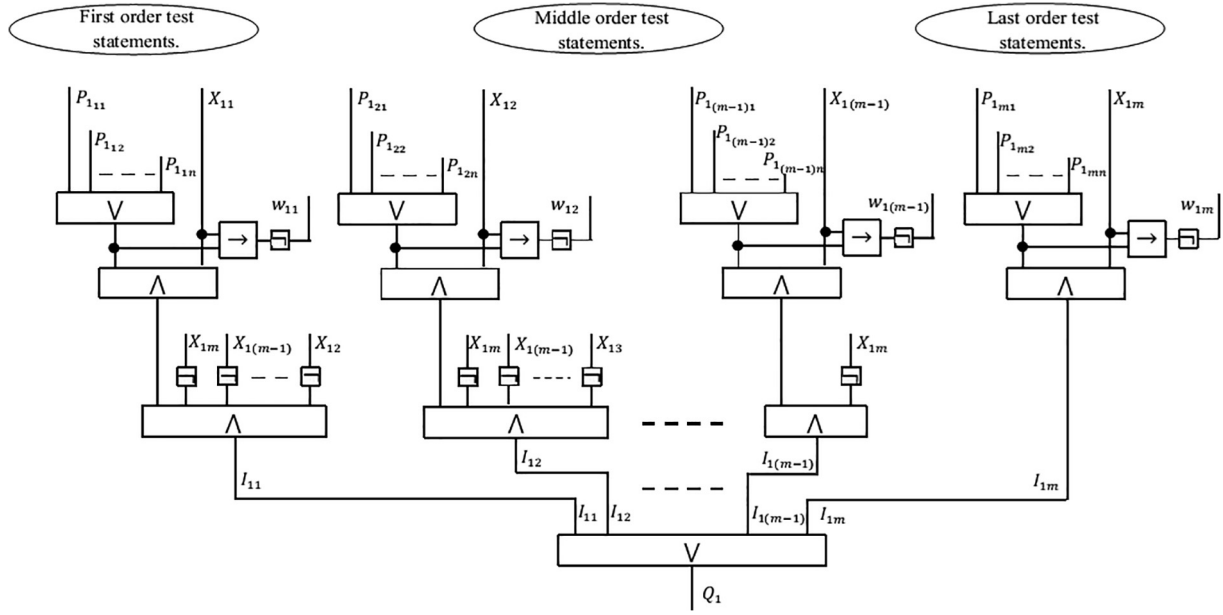 First order test
statements.
Middle order test
statements.
Last order test
statements.
P₁₁₁ X₁₁ P₁₂₁ X₁₂ P₁₍ₘ₋₁₎₁ X₁₍ₘ₋₁₎ P₁ₘ₁ X₁ₘ
P₁₁₂ P₁₂₂ P₁₍ₘ₋₁₎₂ P₁ₘ₂
P₁₁ₙ P₁₂ₙ P₁₍ₘ₋₁₎ₙ P₁ₘₙ
∨ w₁₁ ∨ w₁₂ ∨ w₁₍ₘ₋₁₎ ∨ w₁ₘ
→ ¬ → ¬ → ¬ → ¬
∧ ∧ ∧ ∧
X₁ₘ X₁₍ₘ₋₁₎ X₁₂ X₁ₘ X₁₍ₘ₋₁₎ X₁₃ X₁ₘ
¬ ¬ ¬ ¬ ¬ ¬ ¬
∧ ∧ ∧
I₁₂ I₁₍ₘ₋₁₎
I₁₁ I₁ₘ
I₁₁ I₁₂ I₁₍ₘ₋₁₎ I₁ₘ
∨
Q₁